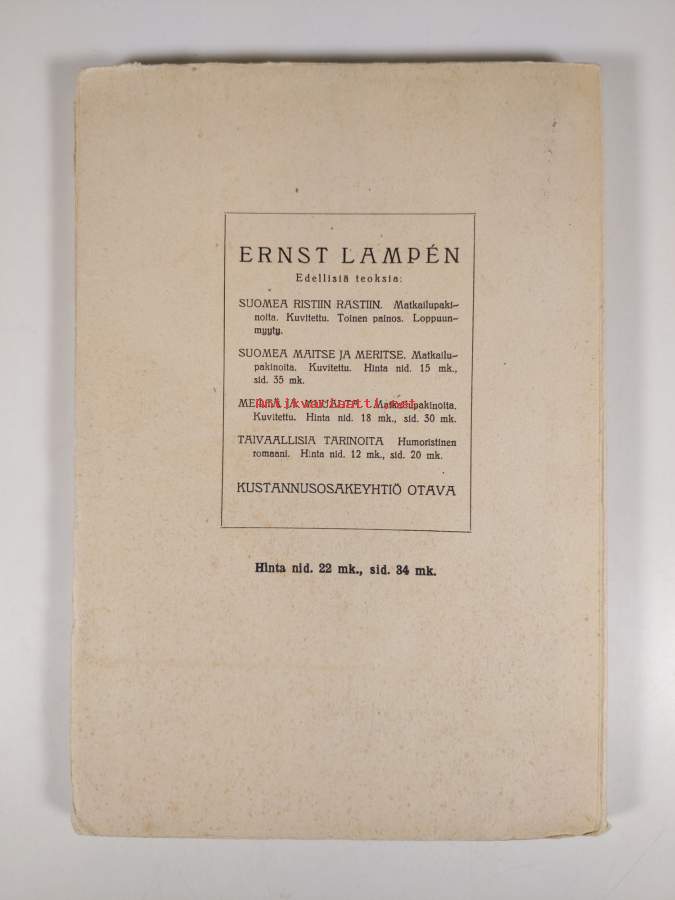 ERNST LAMPÉN
Edellisiä teoksia:
SUOMEA RISTIIN RASTIIN. Matkailupaki-
noita. Kuvitettu. Toinen painos. Loppuun-
myyty.
SUOMEA MAITSE JA MERITSE. Matkailu-
pakinoita. Kuvitettu. Hinta nid. 15 mk.,
sid. 35 mk.
JA Matkailupakinoita.
Kuvitettu. Hinta nid. 18 mk., sid. 30 mk.
TAIVAALLISIA TARINOITA Humoristinen
romaani. Hinta nid. 12 mk., sid. 20 mk.
KUSTANNUSOSAKEYHTIÖ OTAVA
Hinta nid. 22 mk., sid. 34 mk.